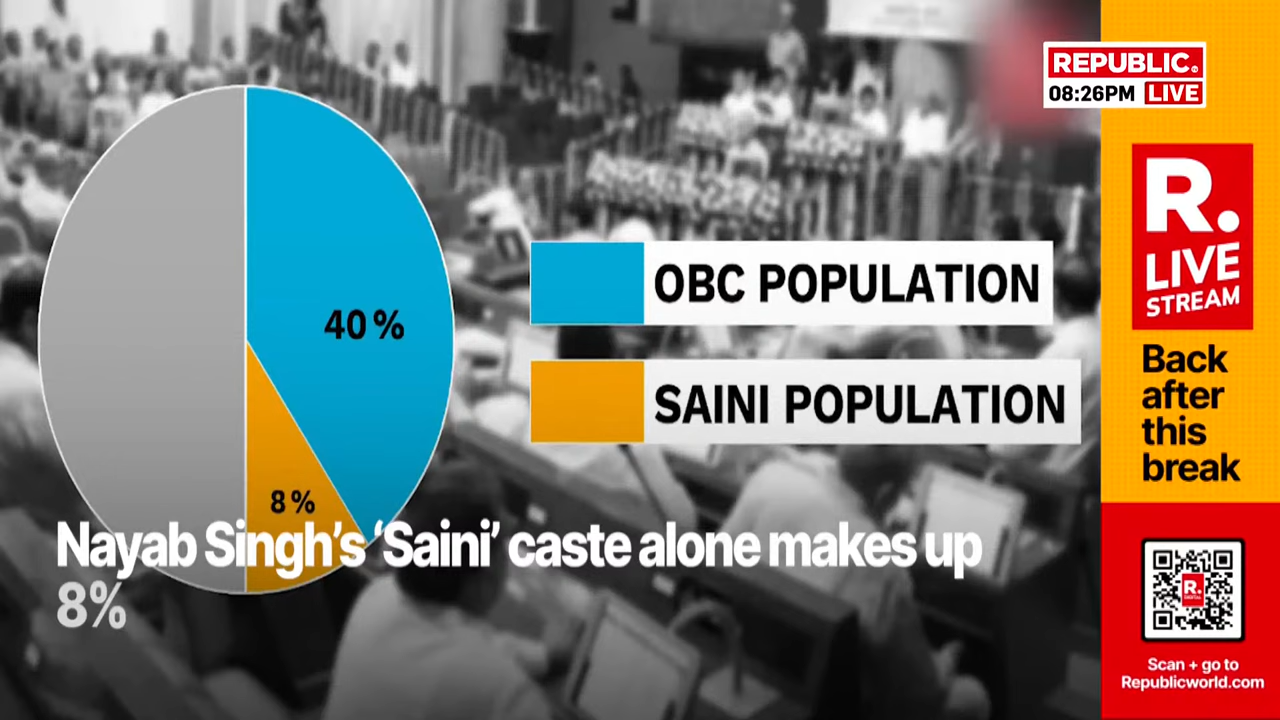 REPUBLIC.
08:26PM LIVE
R.
LIVE
STREAM
Back
after
this
break
40%
8%
OBC POPULATION
SAINI POPULATION
Nayab Singh's ‘Saini’ caste alone makes up
8%
R.
DIGITAL
Scan + go to
Republicworld.com